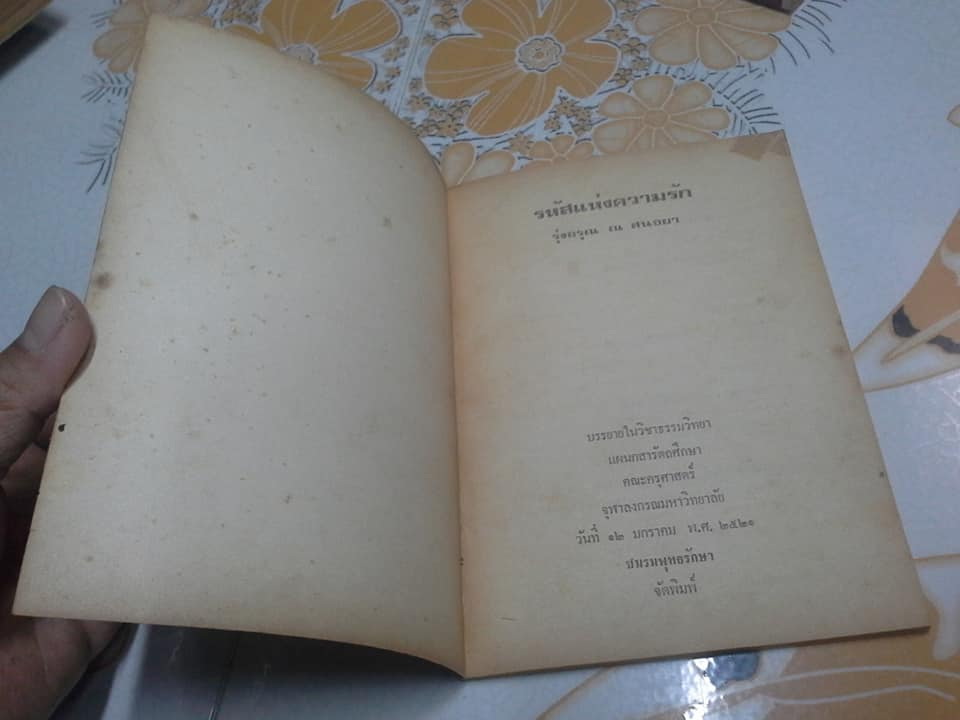 รหัสแห่งความรัก
รุ่งอรุณ ณ สนธยา
บรรยายในวิชาธรรมวิทยา
แผนกสารัตถศึกษา
คณะครุศาสตร์
จุฬาลงกรณมหาวิทยาลัย
วันที่ ๑๒ มกราคม พ.ศ. ๒๕๒๑
ชมรมพุทธรักษา
จัดพิมพ์